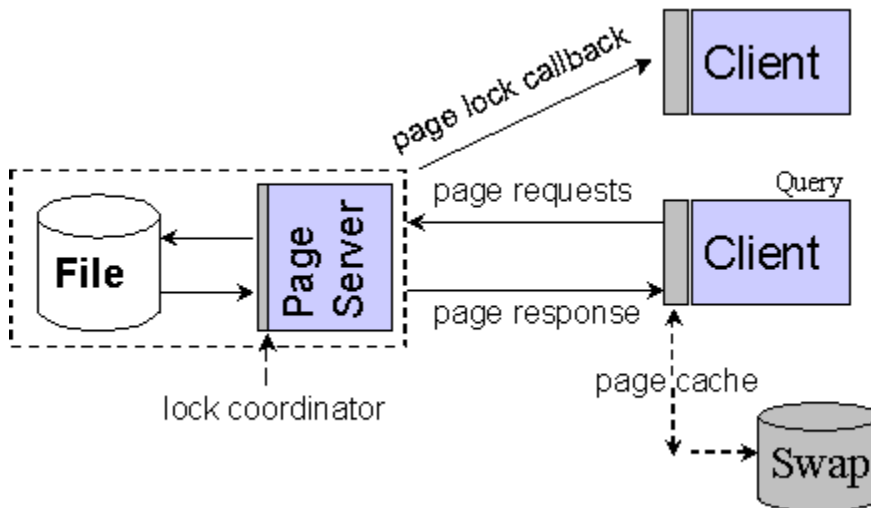 Client
page lock callback
Query
page requests
Client
File
Page
Server
page response
page cache
lock coordinator
Swap